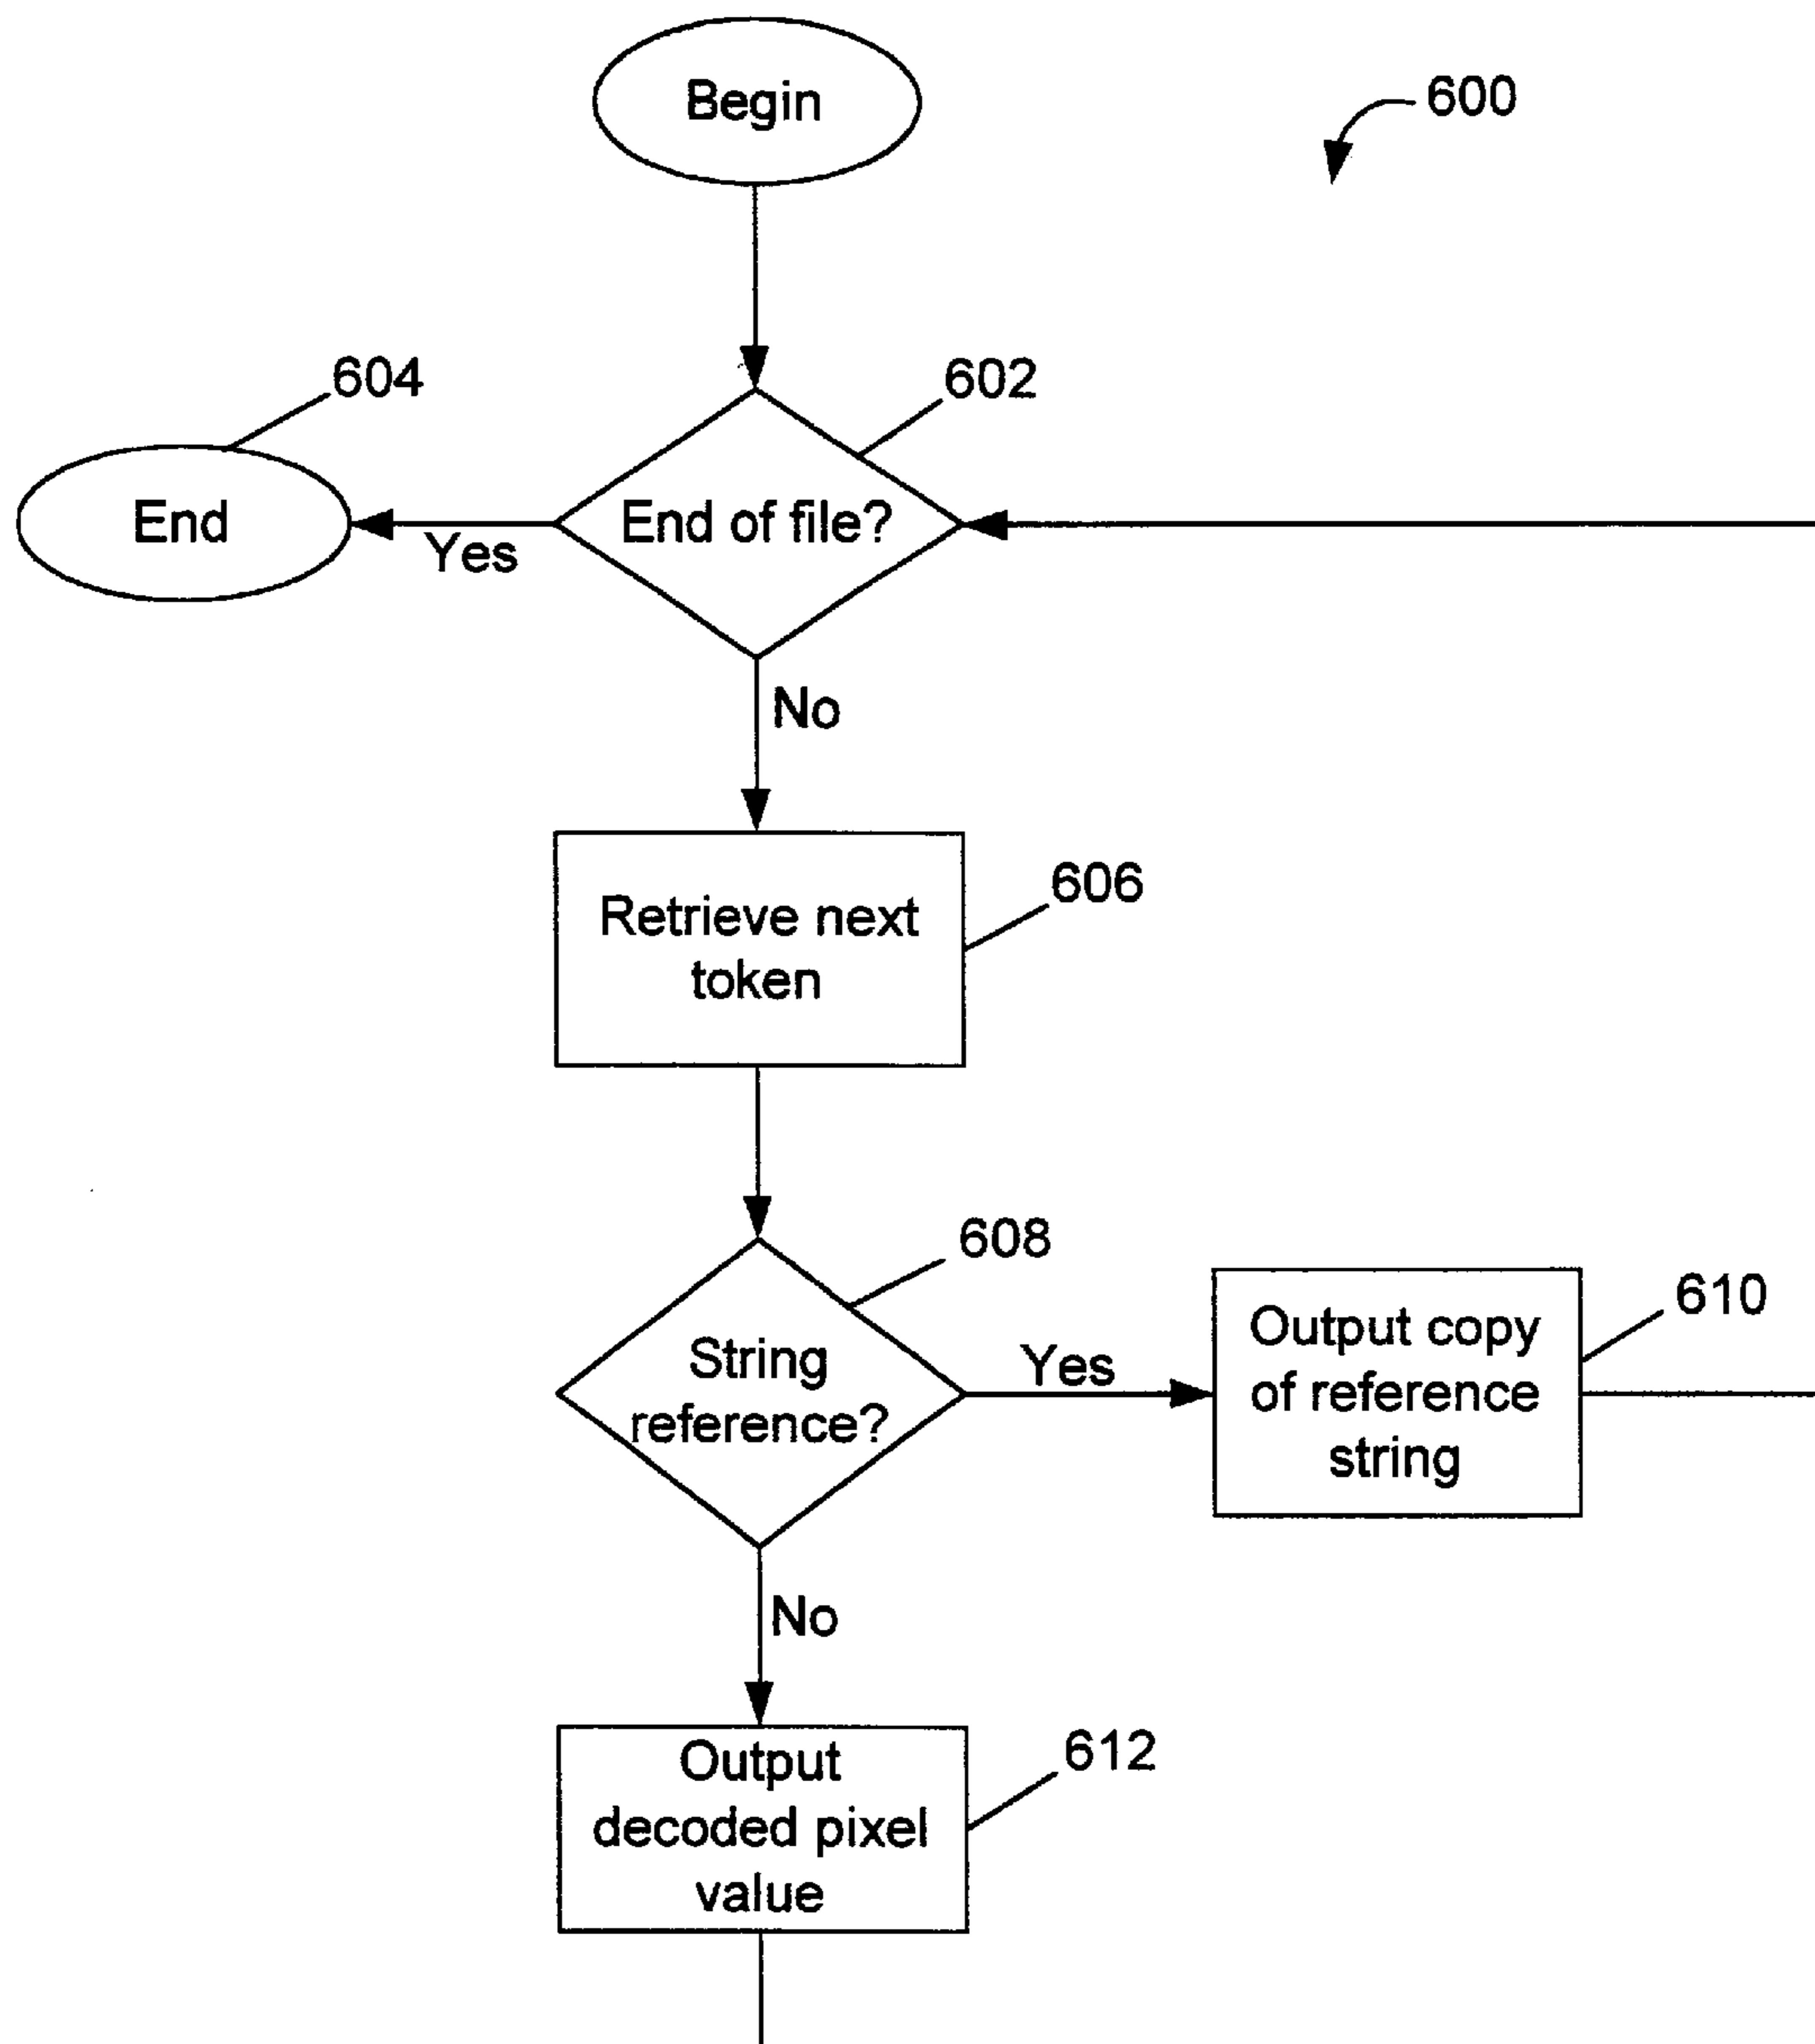 Begin
600
604
602
End
Yes
End of file?
No
Retrieve next
token
606
608
String
reference?
Yes
Output copy
of reference
string
610
No
Output
decoded pixel
value
612